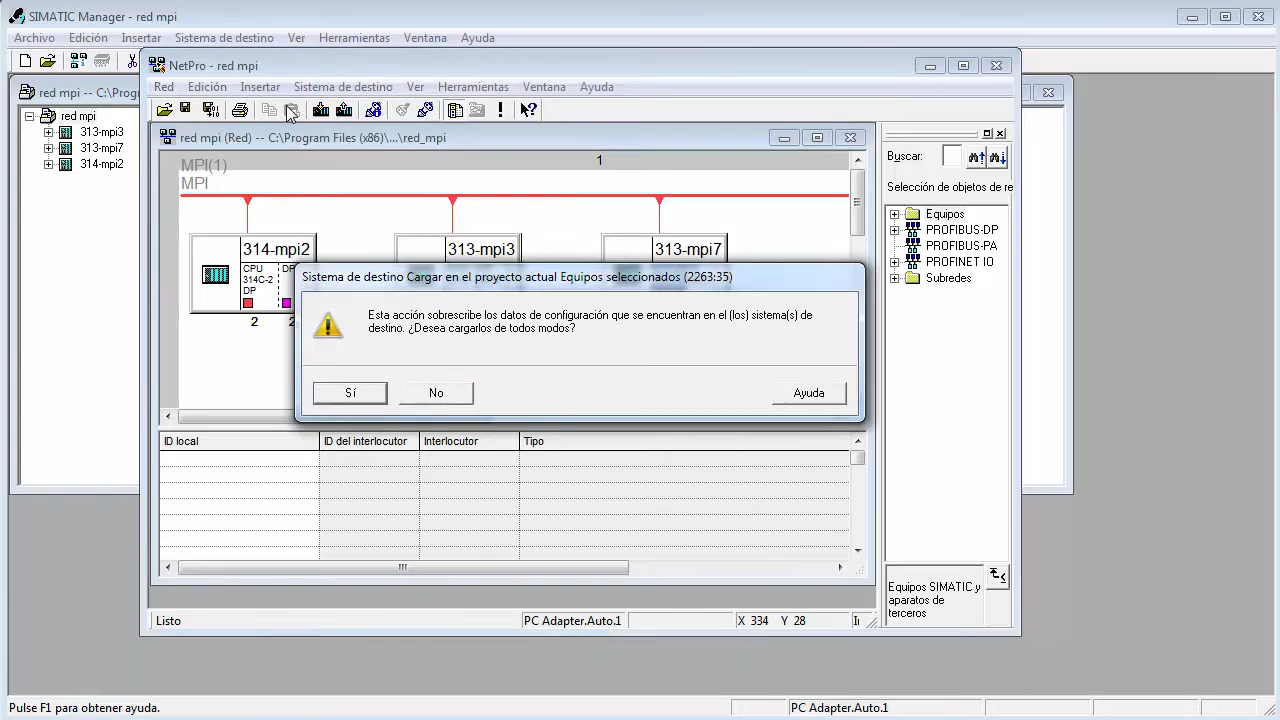 SIMATIC Manager - red mpi
Archivo Edición Insertar Sistema de destino Ver Herramientas Ventana Ayuda
NetPro - red mpi
Red Edición Insertar Sistema de destino Ver Herramientas Ventana Ayuda
red mpi -- C:\Prog
red mpi
313-mpi3
313-mpi7
314-mpi2
red mpi (Red) -- C:\Program Files (x86)\...\red_mpi
1
MPI(1)
MPI
314-mpi2
CPU
314C-2
DP
DP
2
2
313-mpi3
313-mpi7
Sistema de destino Cargar en el proyecto actual Equipos seleccionados (2263:35)
Esta acción sobrescribe los datos de configuración que se encuentran en el (los) sistema(s) de
destino. ¿Desea cargarlos de todos modos?
Sí No Ayuda
ID local ID del interlocutor Interlocutor Tipo
Buscar:
Selección de objetos de re
Equipos
PROFIBUS-DP
PROFIBUS-PA
PROFINET IO
Subredes
Equipos SIMATIC y
aparatos de
terceros
Listo PC Adapter.Auto.1 X 334 Y 28
Pulse F1 para obtener ayuda. PC Adapter.Auto.1